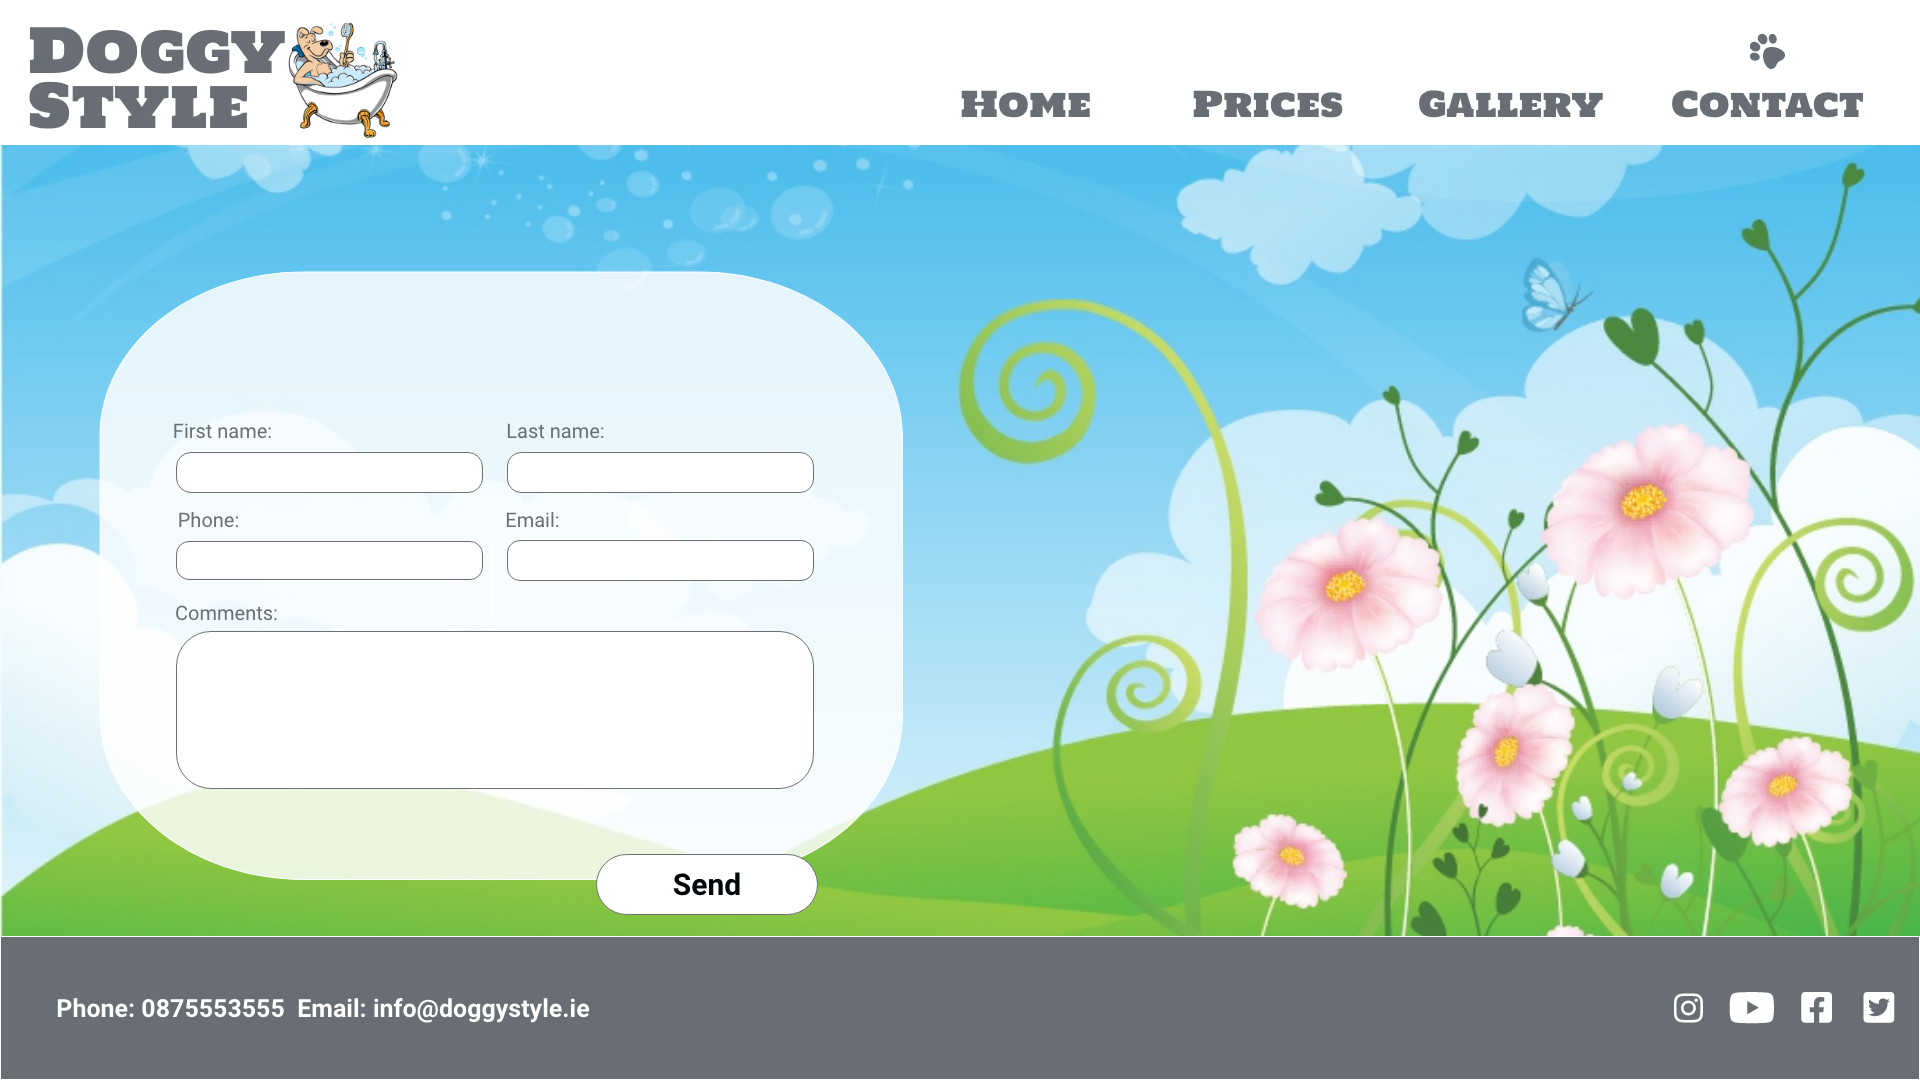 DOGGY
STYLE
HOME PRICES GALLERY CONTACT
First name: Last name:
Phone: Email:
Comments:
Send
Phone: 0875553555 Email: info@doggystyle.ie